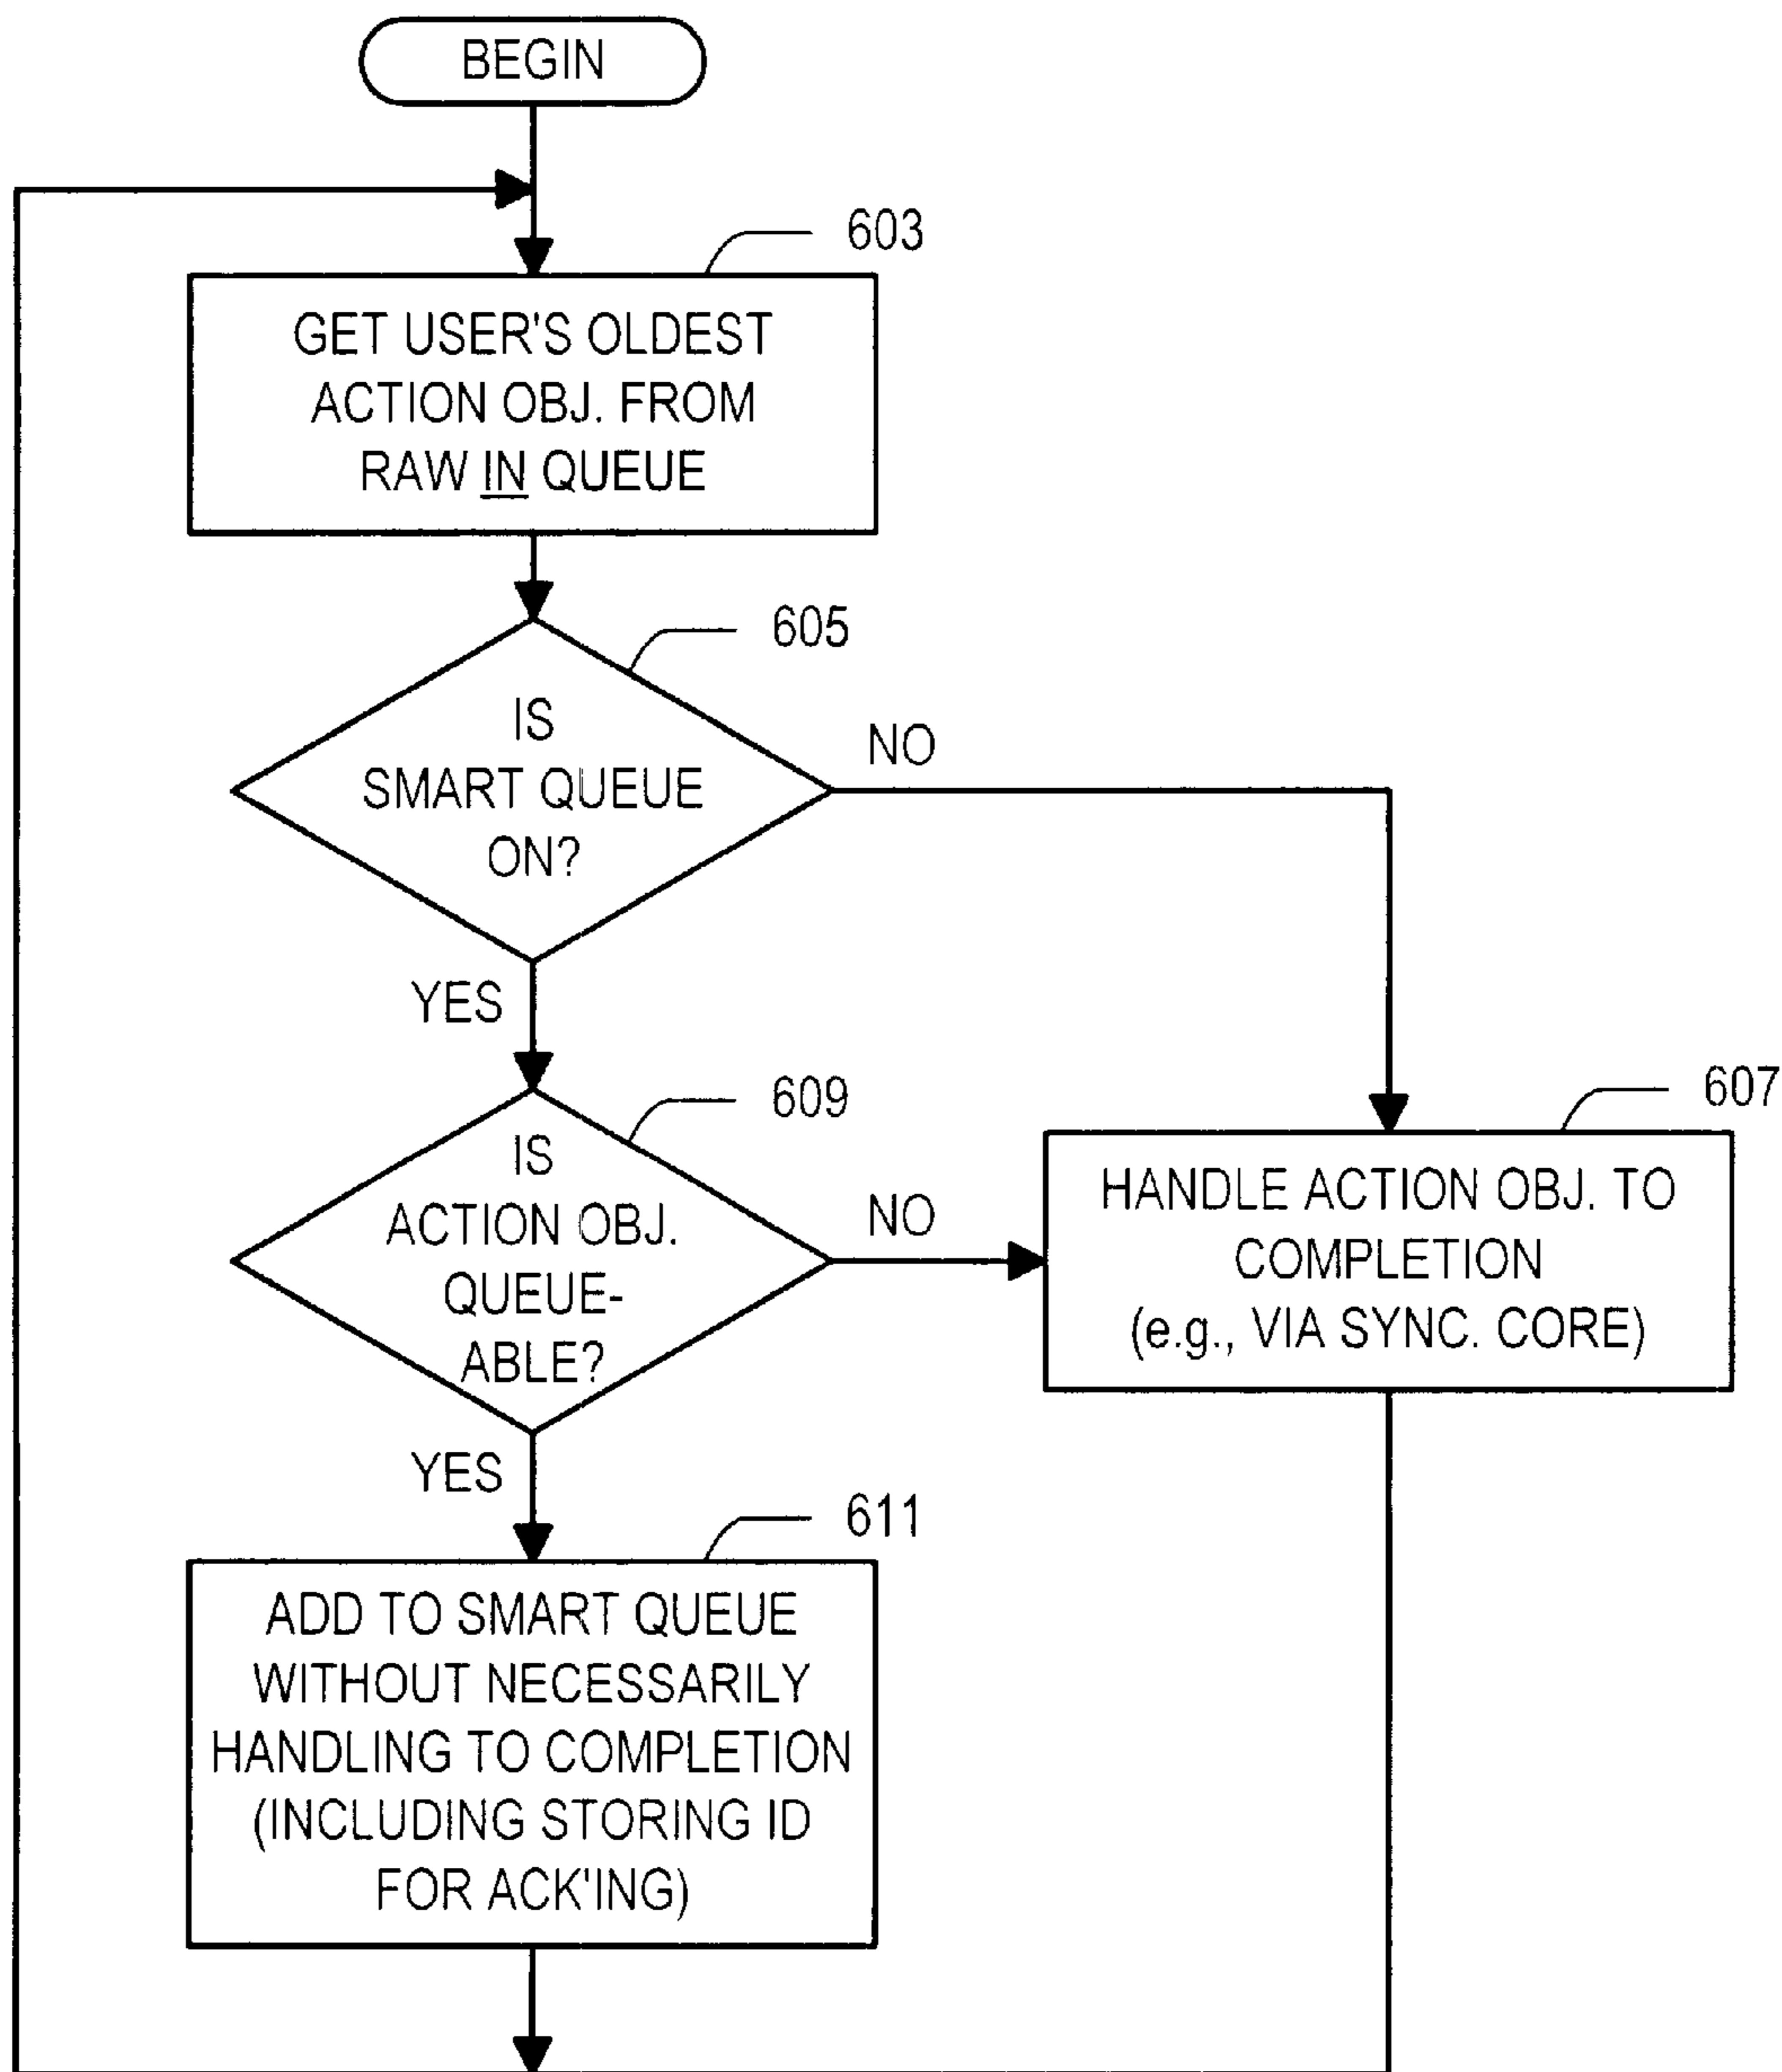 BEGIN
603
GET USER'S OLDEST
ACTION OBJ. FROM
RAW IN QUEUE
605
IS
SMART QUEUE
ON?
NO
YES
609
IS
ACTION OBJ.
QUEUE-
ABLE?
NO
607
HANDLE ACTION OBJ. TO
COMPLETION
(e.g., VIA SYNC. CORE)
YES
611
ADD TO SMART QUEUE
WITHOUT NECESSARILY
HANDLING TO COMPLETION
(INCLUDING STORING ID
FOR ACK'ING)